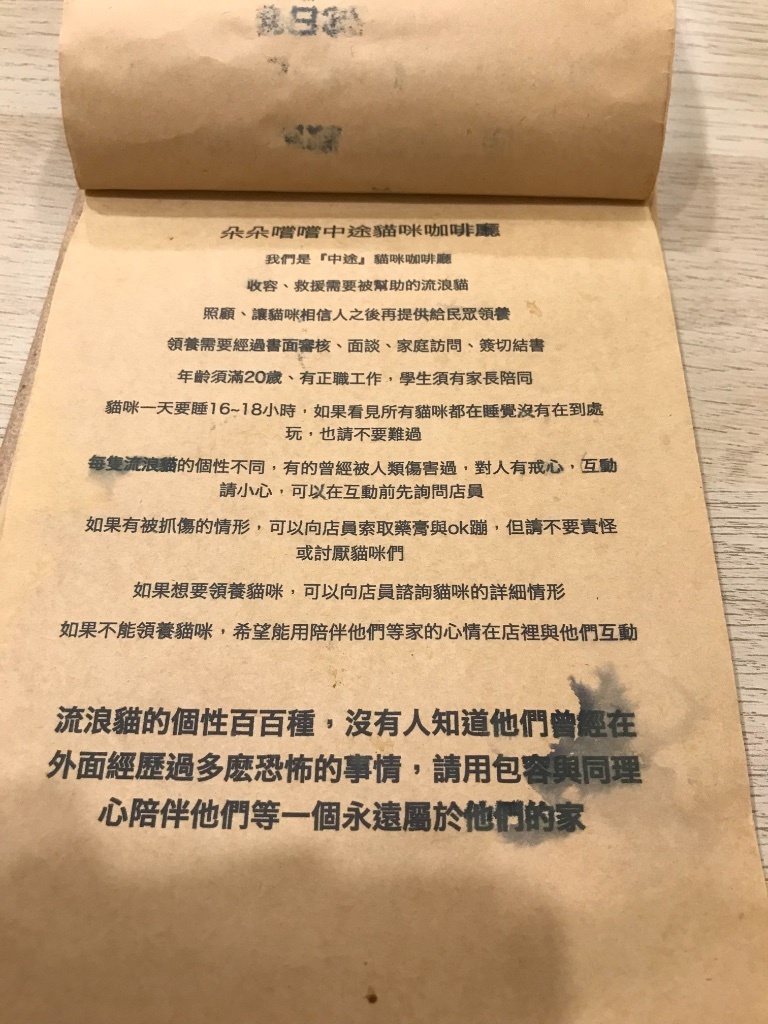 朵朵嚐嚐中途貓咪咖啡廳
我們是『中途』貓咪咖啡廳
收容、救援需要被幫助的流浪貓
照顧、讓貓咪相信人之後再提供給民眾領養
領養需要經過書面審核、面談、家庭訪問、簽切結書
年齡須滿20歲、有正職工作，學生須有家長陪同
貓咪一天要睡16~18小時，如果看見所有貓咪都在睡覺沒有在到處
玩，也請不要難過
每隻流浪貓的個性不同，有的曾經被人類傷害過，對人有戒心，互動
請小心，可以在互動前先詢問店員
如果有被抓傷的情形，可以向店員索取藥膏與ok蹦，但請不要責怪
或討厭貓咪們
如果想要領養貓咪，可以向店員諮詢貓咪的詳細情形
如果不能領養貓咪，希望能用陪伴他們等家的心情在店裡與他們互動
流浪貓的個性百百種，沒有人知道他們曾經在
外面經歷過多麼恐怖的事情，請用包容與同理
心陪伴他們等一個永遠屬於他們的家